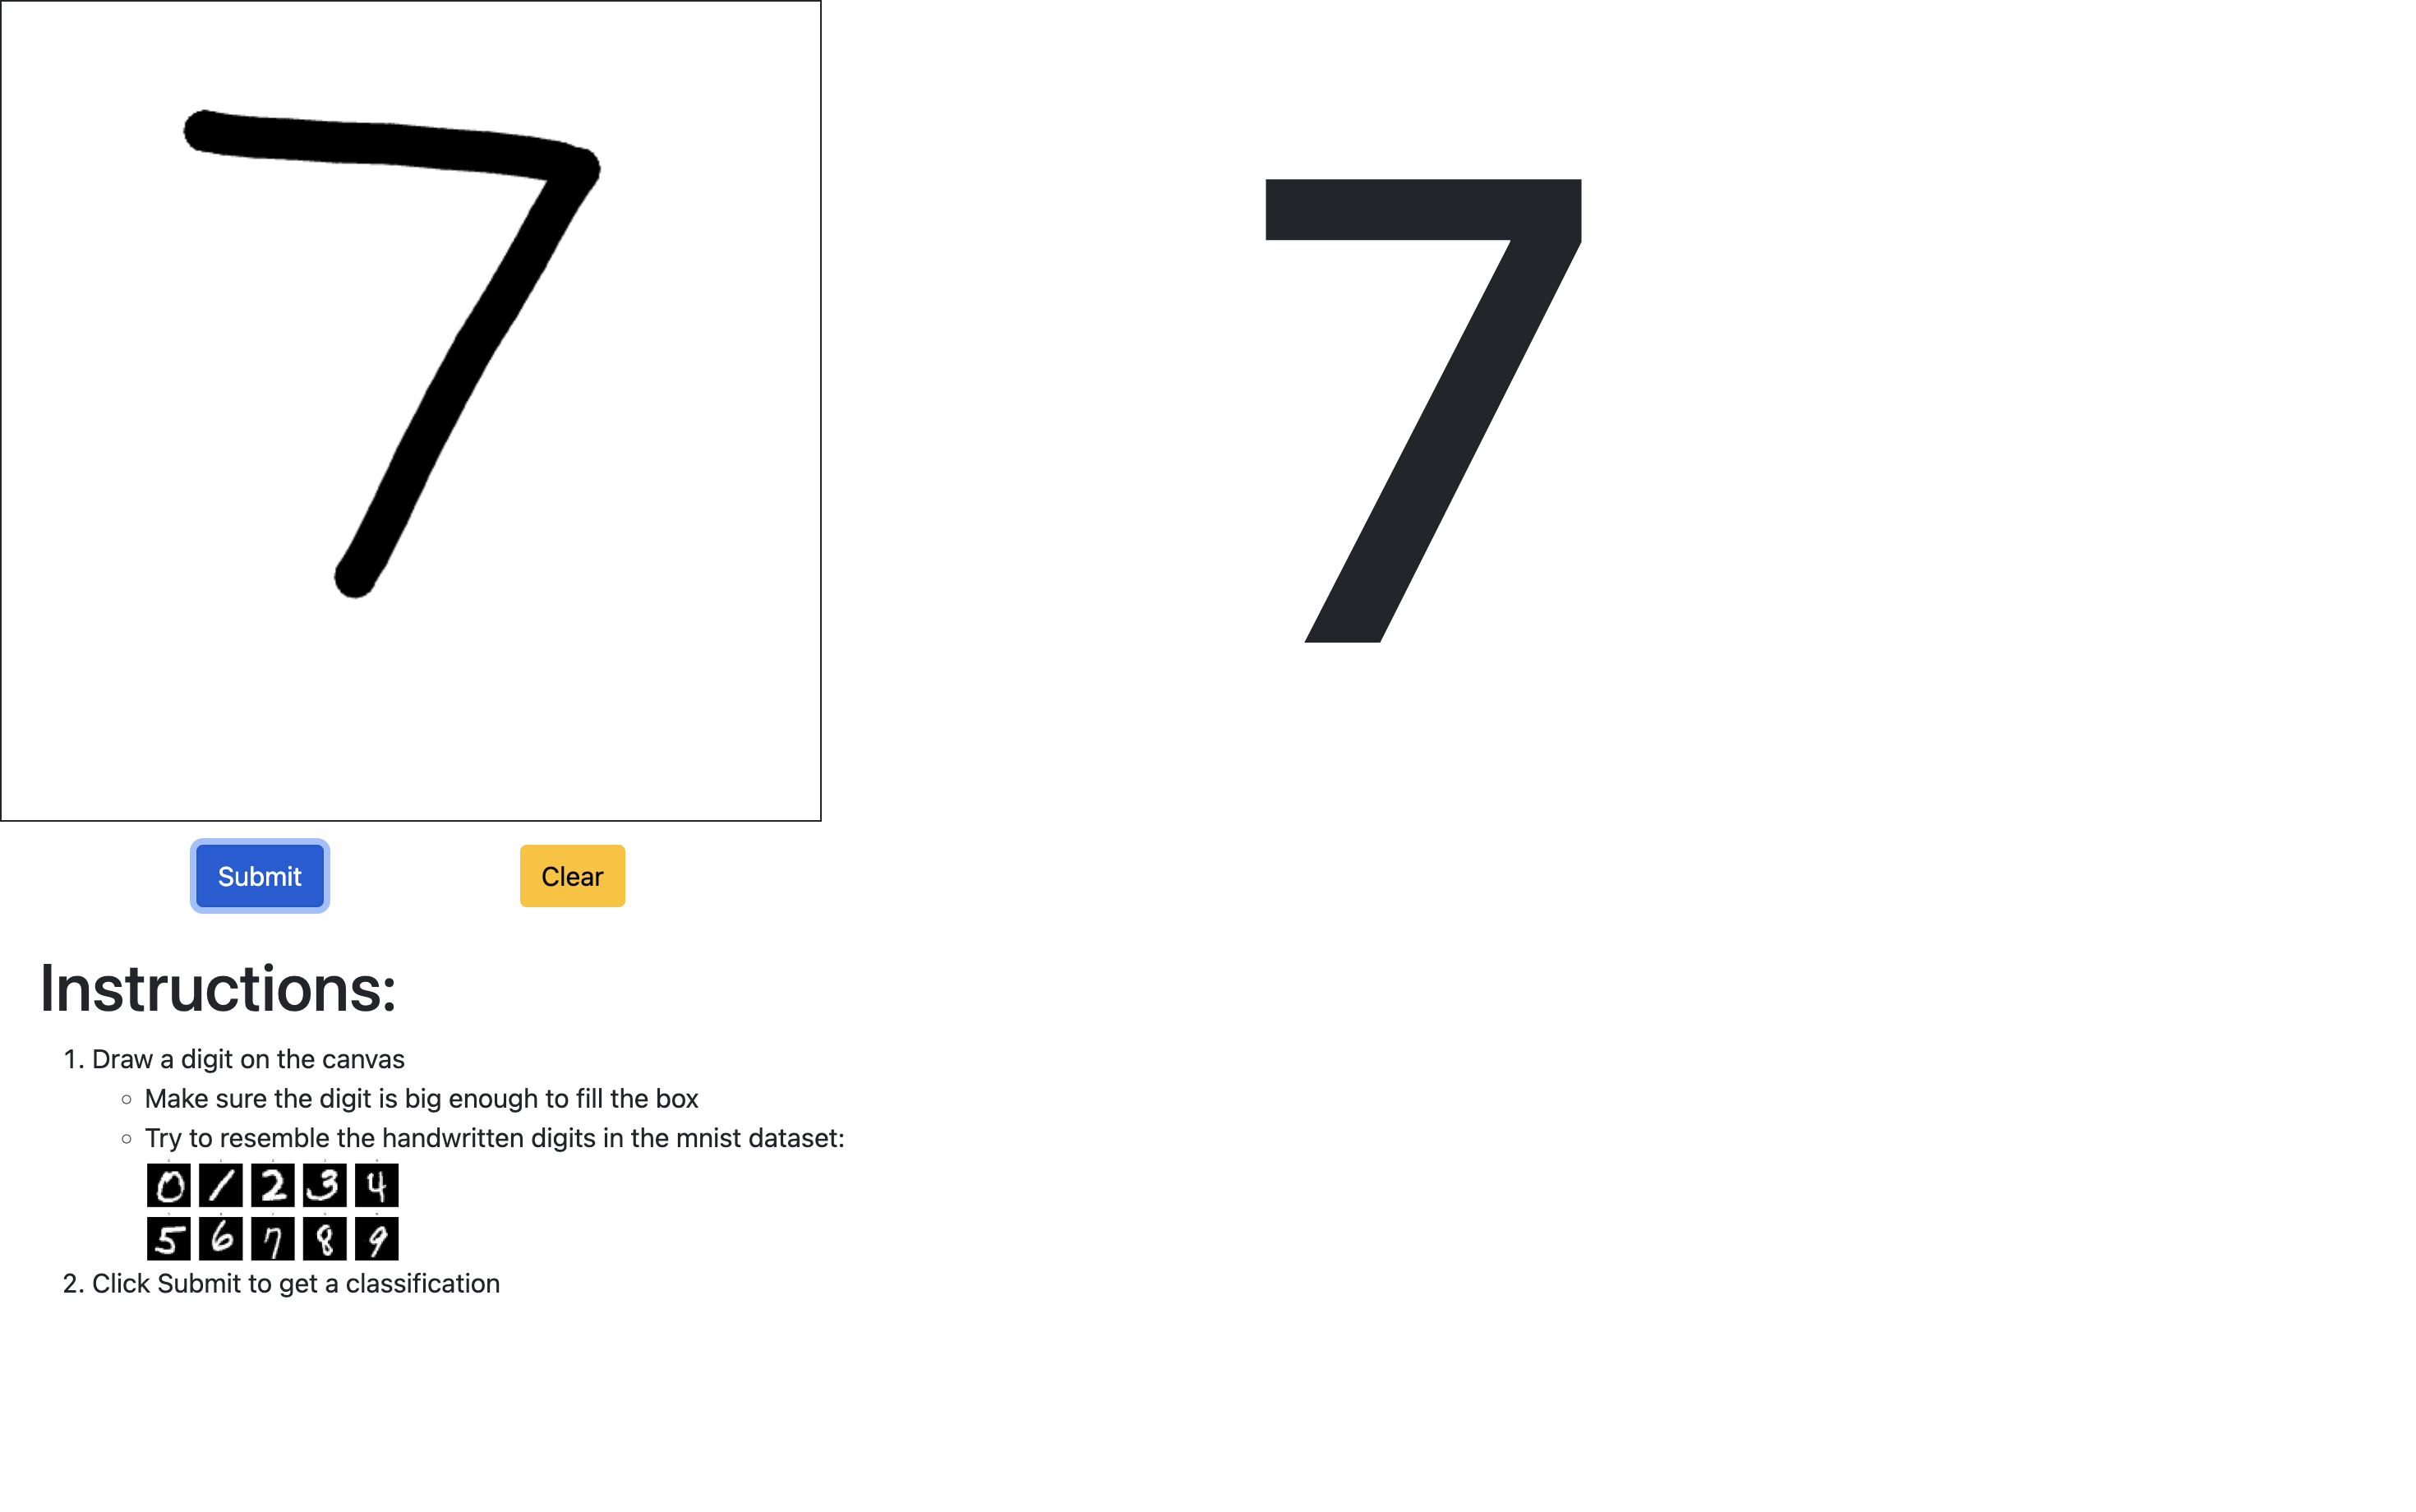 7
7
Submit Clear
Instructions:
1. Draw a digit on the canvas
◦ Make sure the digit is big enough to fill the box
◦ Try to resemble the handwritten digits in the mnist dataset:
0 1 2 3 4
5 6 7 8 9
2. Click Submit to get a classification